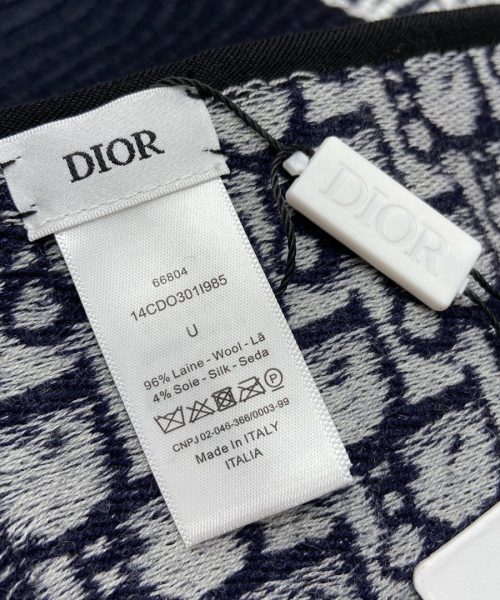 DIOR
DIOR
66804
14CDO301I985
U
96% Laine - Wool - Lã
4% Soie - Silk - Seda
CNPJ 02-046-366/0003-99
Made In ITALY
ITALIA